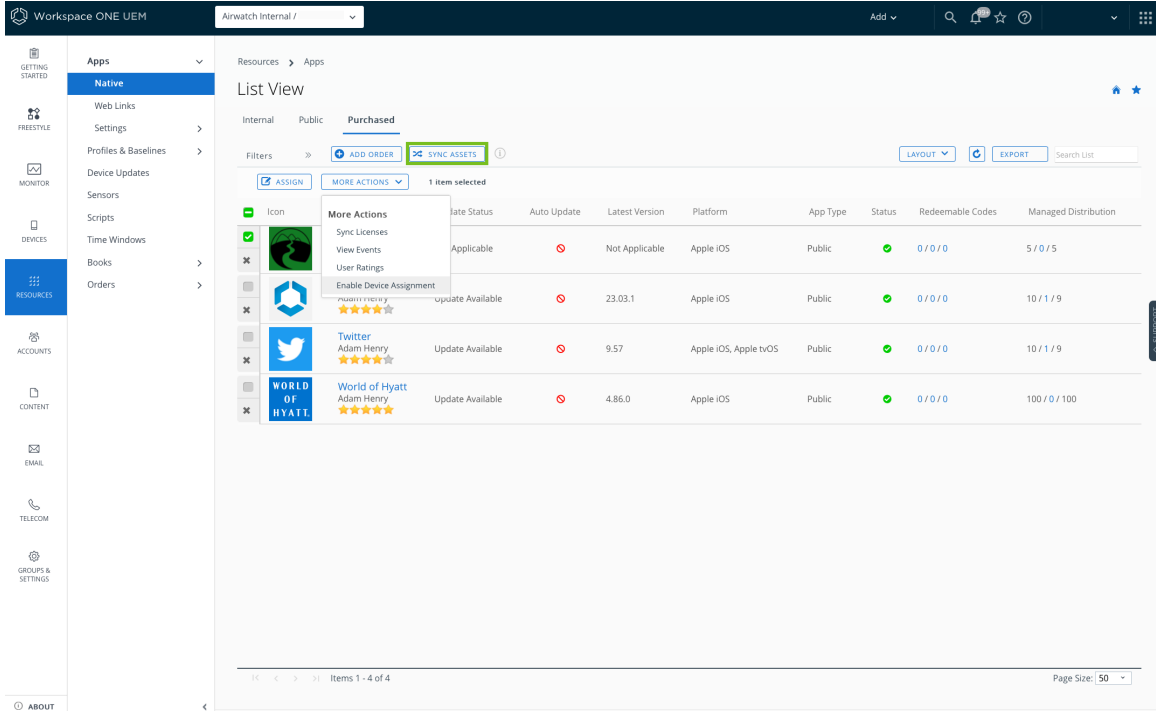 Workspace ONE UEM
Airwatch Internal /
Add
99+
GETTING STARTED
FREESTYLE
MONITOR
DEVICES
RESOURCES
ACCOUNTS
CONTENT
EMAIL
TELECOM
GROUPS & SETTINGS
ABOUT
Apps
Native
Web Links
Settings
Profiles & Baselines
Device Updates
Sensors
Scripts
Time Windows
Books
Orders
Resources > Apps
List View
Internal Public Purchased
Filters » ADD ORDER SYNC ASSETS LAYOUT EXPORT Search List
ASSIGN MORE ACTIONS 1 item selected
Icon date Status Auto Update Latest Version Platform App Type Status Redeemable Codes Managed Distribution
More Actions
Sync Licenses
View Events
User Ratings
Enable Device Assignment
Applicable Not Applicable Apple iOS Public 0 / 0 / 0 5 / 0 / 5
Adam Henry Update Available 23.03.1 Apple iOS Public 0 / 0 / 0 10 / 1 / 9
Twitter
Adam Henry Update Available 9.57 Apple iOS, Apple tvOS Public 0 / 0 / 0 10 / 1 / 9
WORLD OF HYATT.
World of Hyatt
Adam Henry Update Available 4.86.0 Apple iOS Public 0 / 0 / 0 100 / 0 / 100
Items 1 - 4 of 4
Page Size: 50